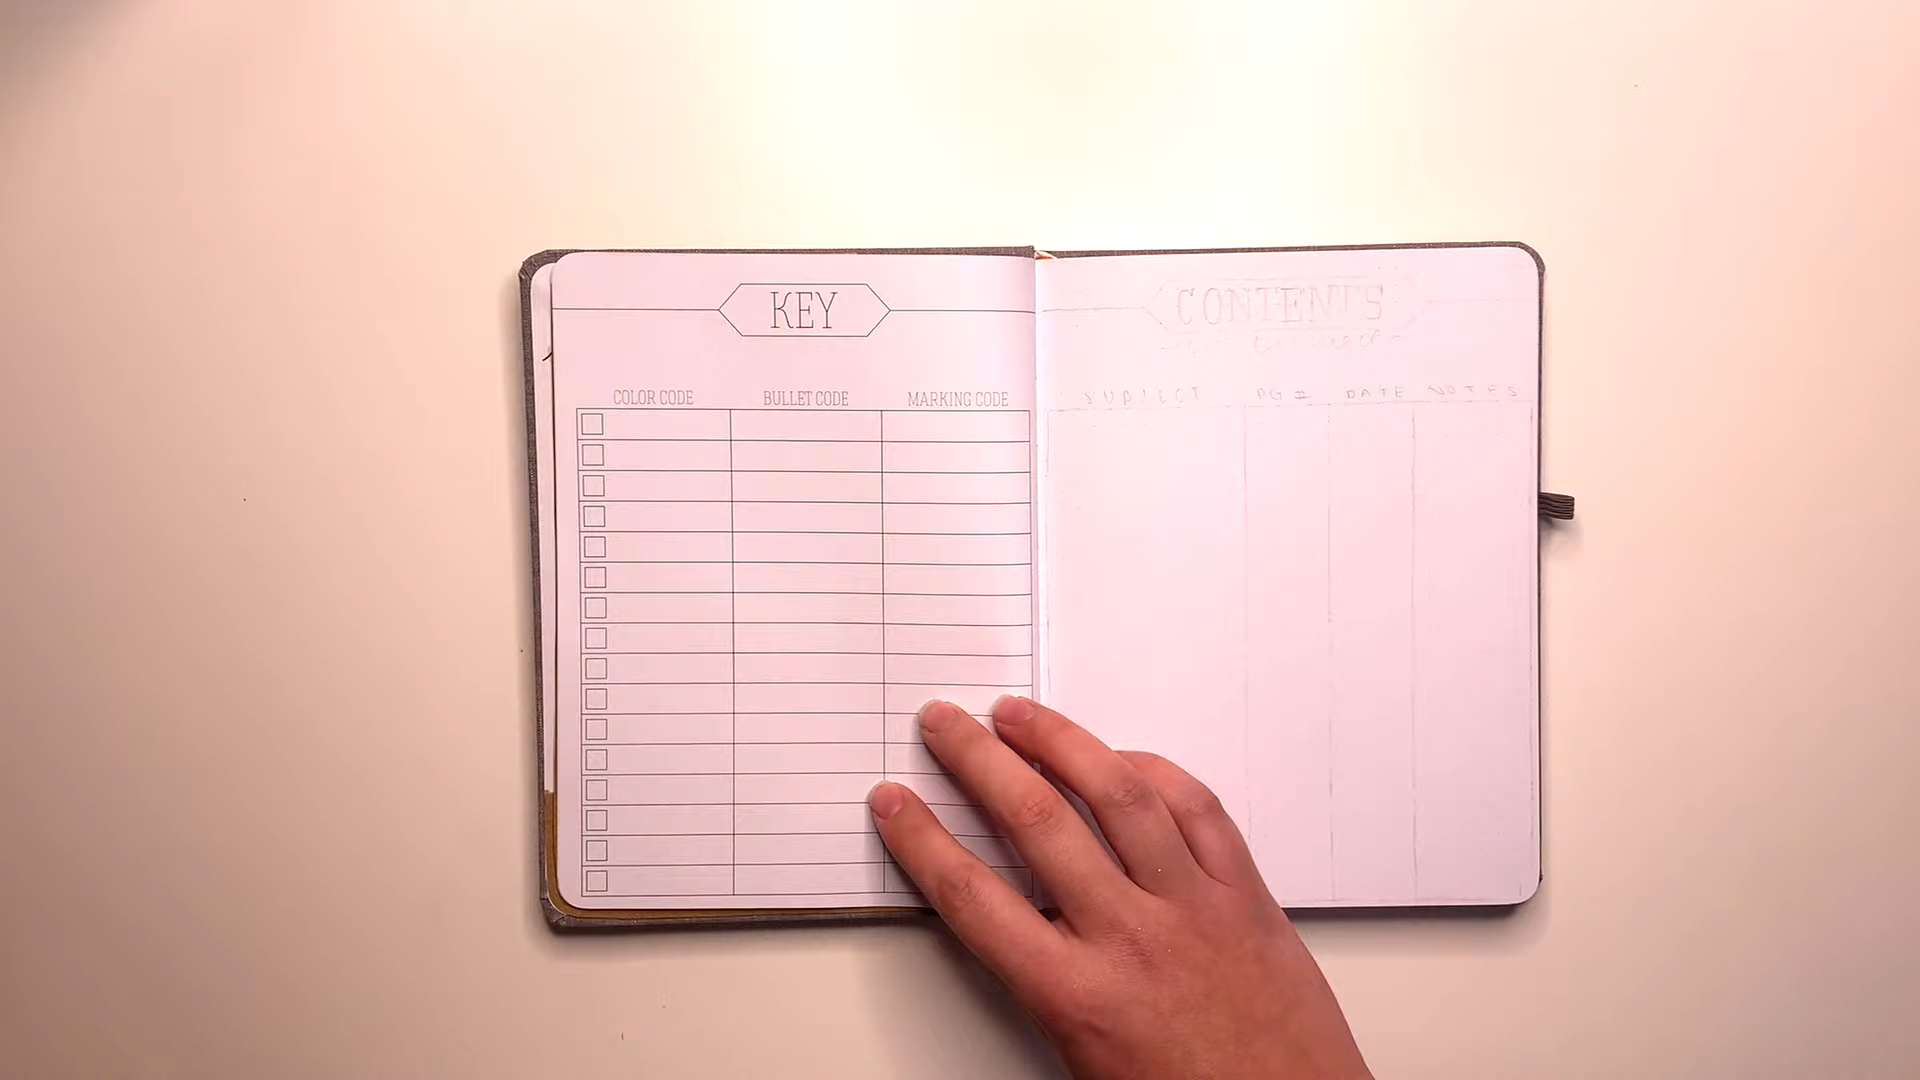 KEY
COLOR CODE BULLET CODE MARKING CODE
CONTENTS
SUBJECT PG # DATE NOTES